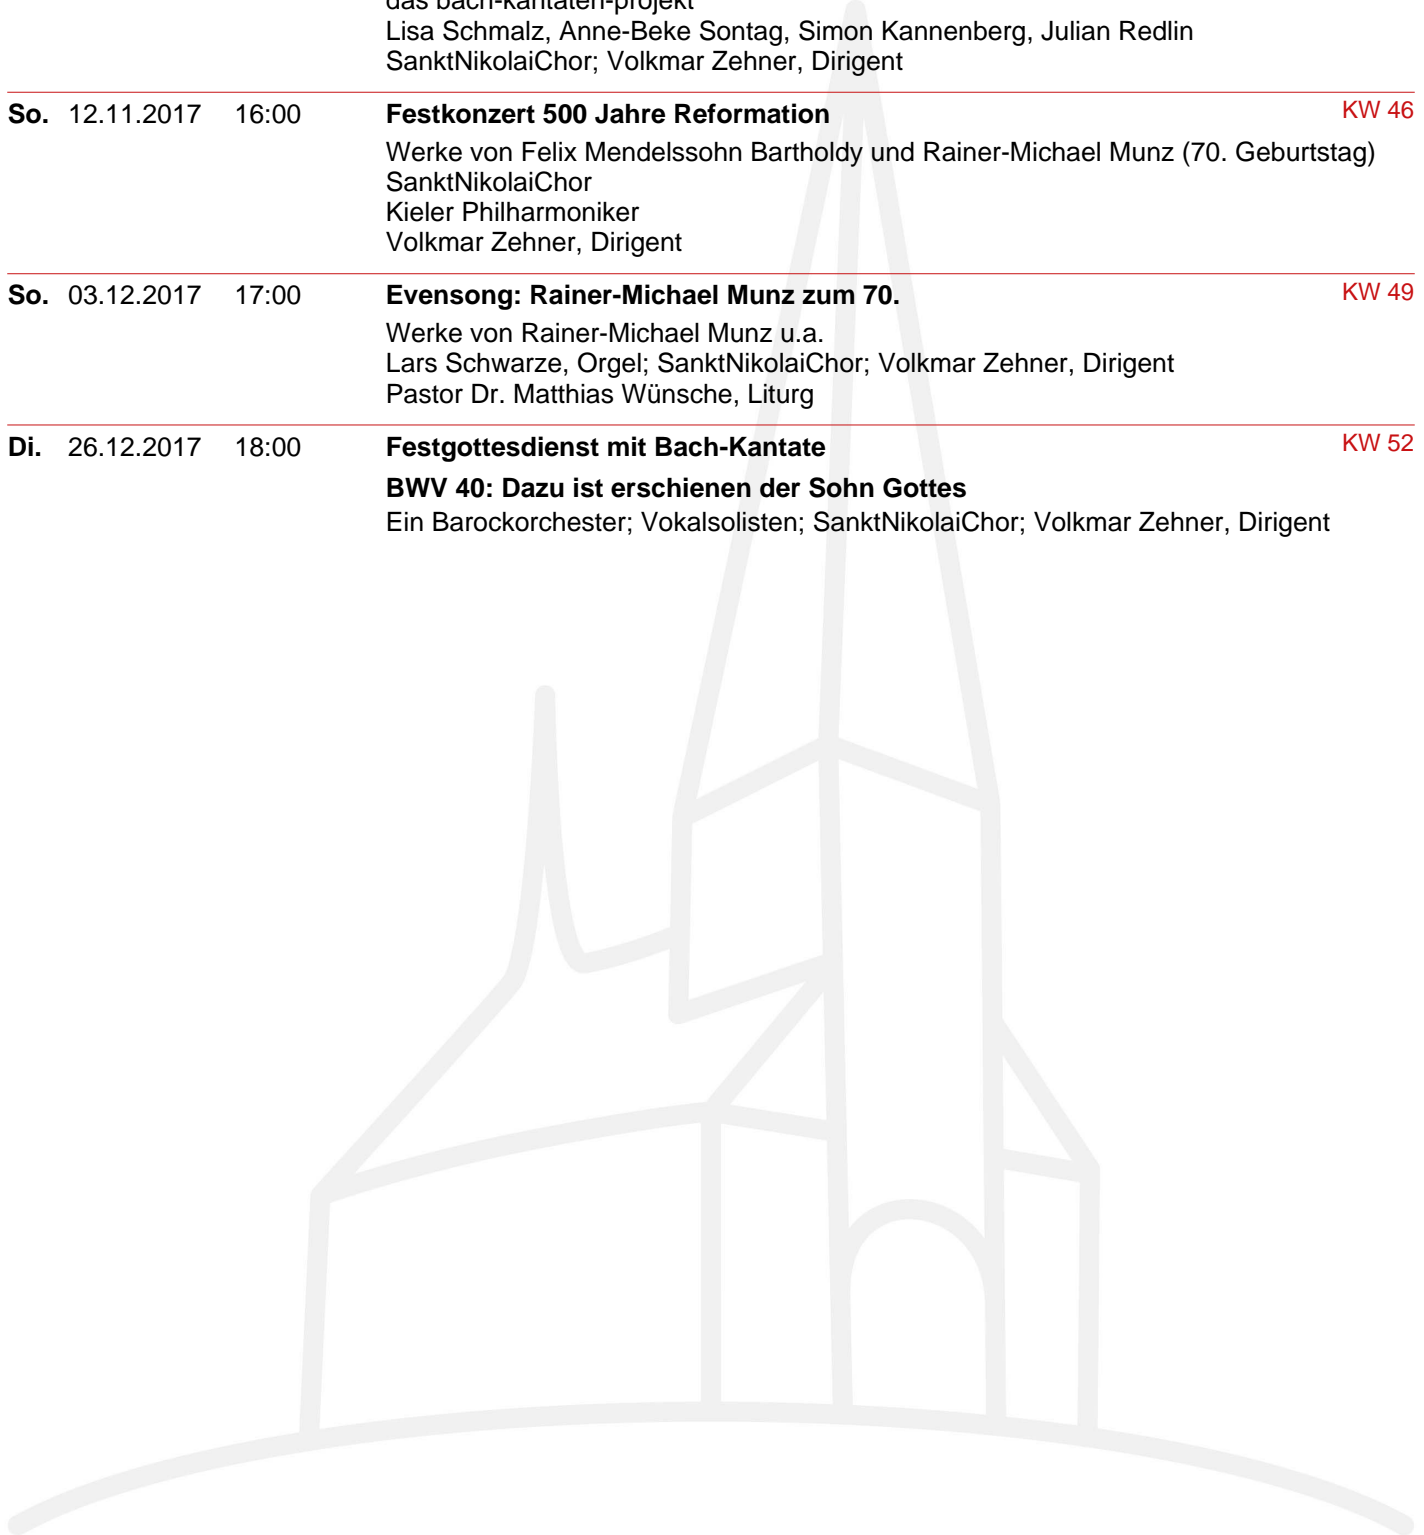 das bach-kantaten-projekt
Lisa Schmalz, Anne-Beke Sontag, Simon Kannenberg, Julian Redlin
SanktNikolaiChor; Volkmar Zehner, Dirigent
So. 12.11.2017 16:00 Festkonzert 500 Jahre Reformation KW 46
Werke von Felix Mendelssohn Bartholdy und Rainer-Michael Munz (70. Geburtstag)
SanktNikolaiChor
Kieler Philharmoniker
Volkmar Zehner, Dirigent
So. 03.12.2017 17:00 Evensong: Rainer-Michael Munz zum 70. KW 49
Werke von Rainer-Michael Munz u.a.
Lars Schwarze, Orgel; SanktNikolaiChor; Volkmar Zehner, Dirigent
Pastor Dr. Matthias Wünsche, Liturg
Di. 26.12.2017 18:00 Festgottesdienst mit Bach-Kantate KW 52
BWV 40: Dazu ist erschienen der Sohn Gottes
Ein Barockorchester; Vokalsolisten; SanktNikolaiChor; Volkmar Zehner, Dirigent